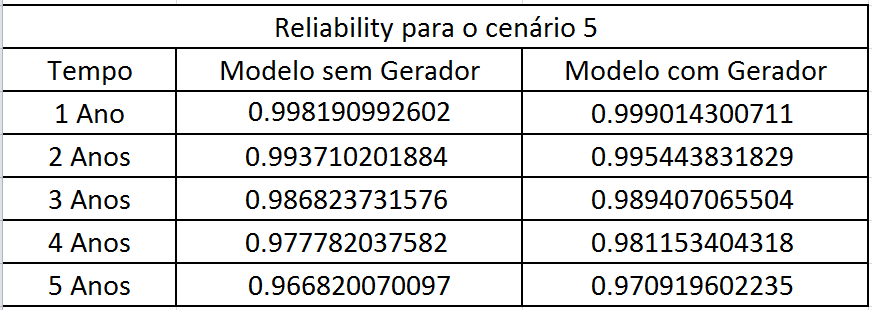 Reliability para o cenário 5
Tempo Modelo sem Gerador Modelo com Gerador
1 Ano 0.998190992602 0.999014300711
2 Anos 0.993710201884 0.995443831829
3 Anos 0.986823731576 0.989407065504
4 Anos 0.977782037582 0.981153404318
5 Anos 0.966820070097 0.970919602235